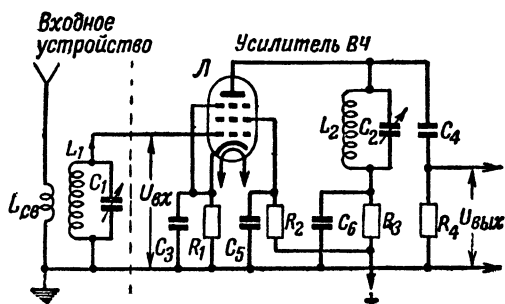 Входное
устройство
Усилитель ВЧ
Л
L₁
C₁
Lсв
Uвх
C₃
R₁
C₅
R₂
L₂
C₂
C₄
C₆
R₃
R₄
Uвых